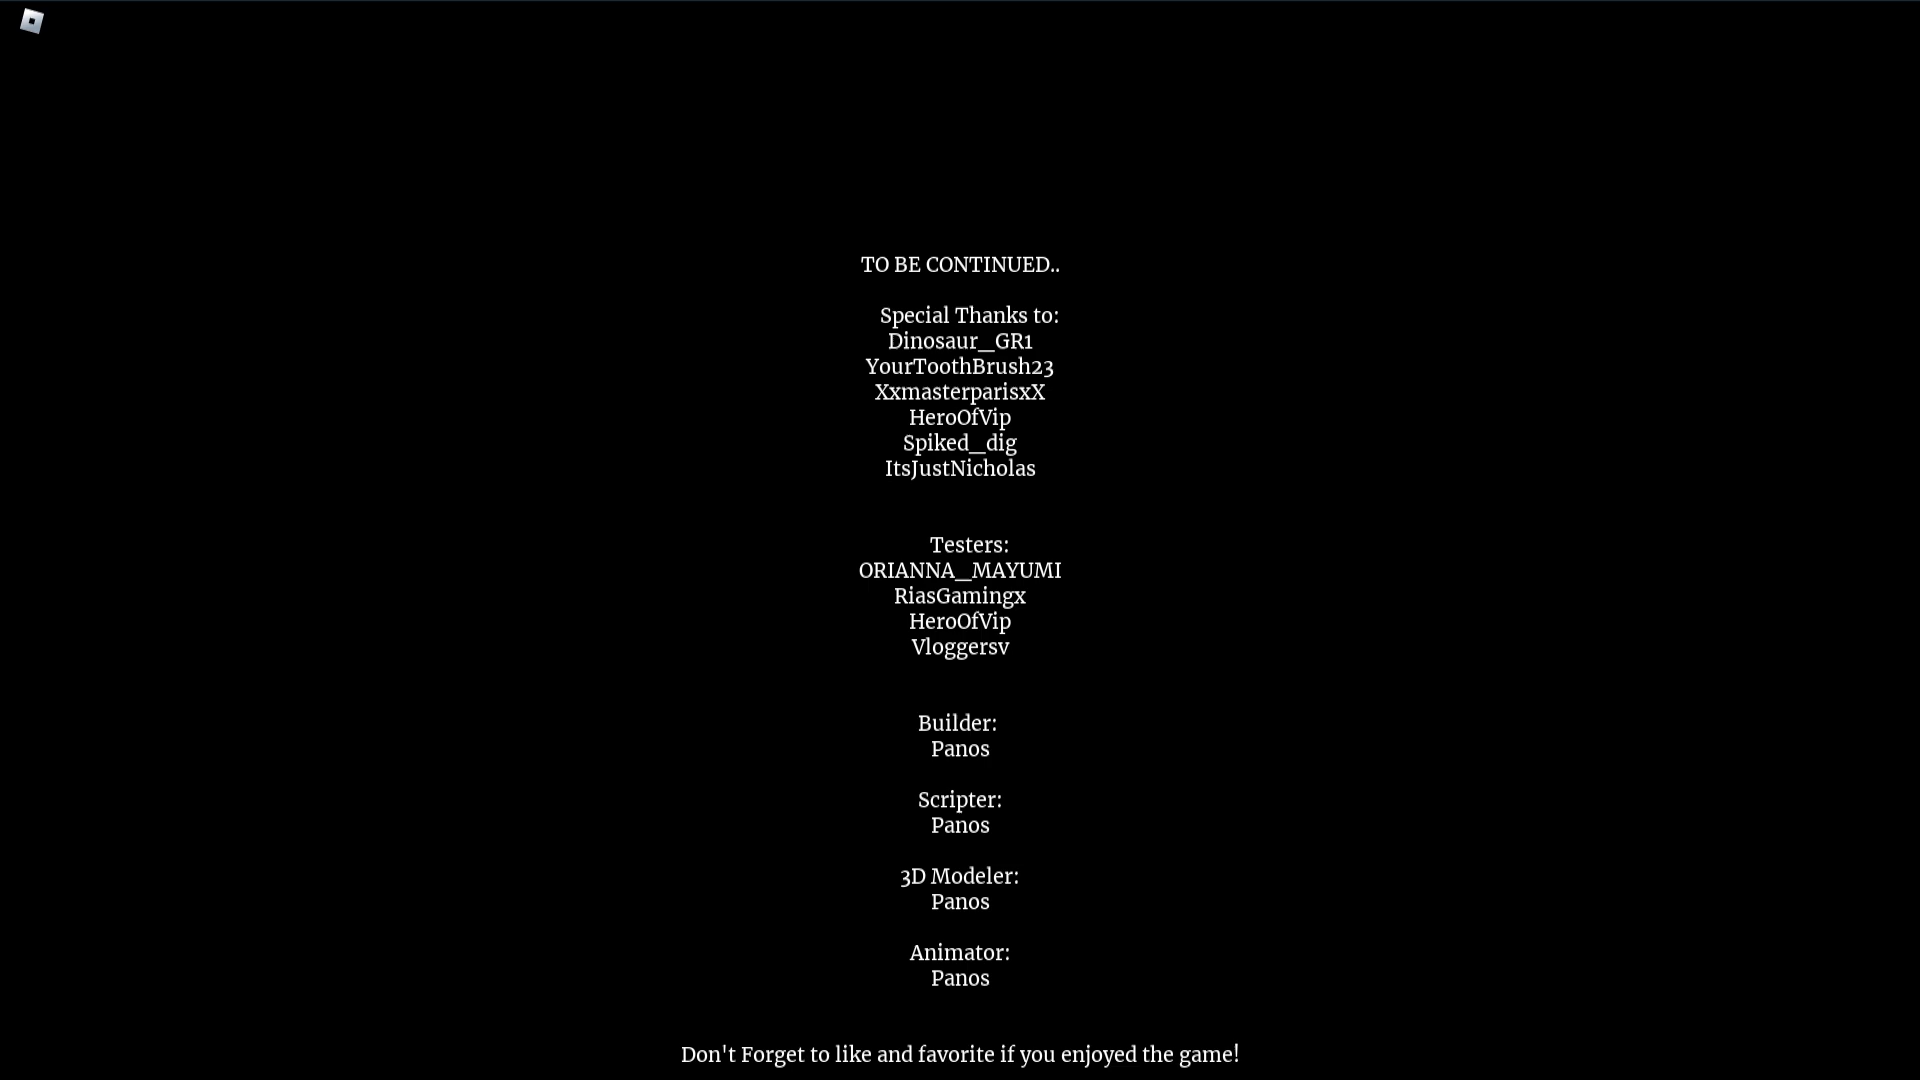 TO BE CONTINUED..
Special Thanks to:
Dinosaur_GR1
YourToothBrush23
XxmasterparisxX
HeroOfVip
Spiked_dig
ItsJustNicholas
Testers:
ORIANNA_MAYUMI
RiasGamingx
HeroOfVip
Vloggersv
Builder:
Panos
Scripter:
Panos
3D Modeler:
Panos
Animator:
Panos
Don't Forget to like and favorite if you enjoyed the game!